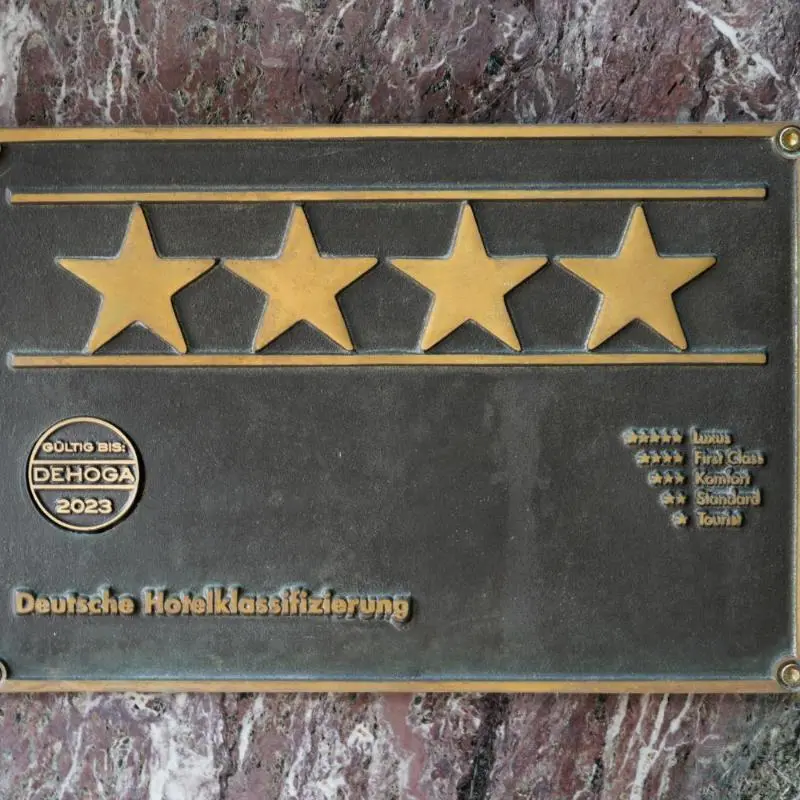 GÜLTIG BIS:
DEHOGA
2023
★★★★★ Luxus
★★★★ First Class
★★★ Komfort
★★ Standard
★ Tourist
Deutsche Hotelklassifizierung